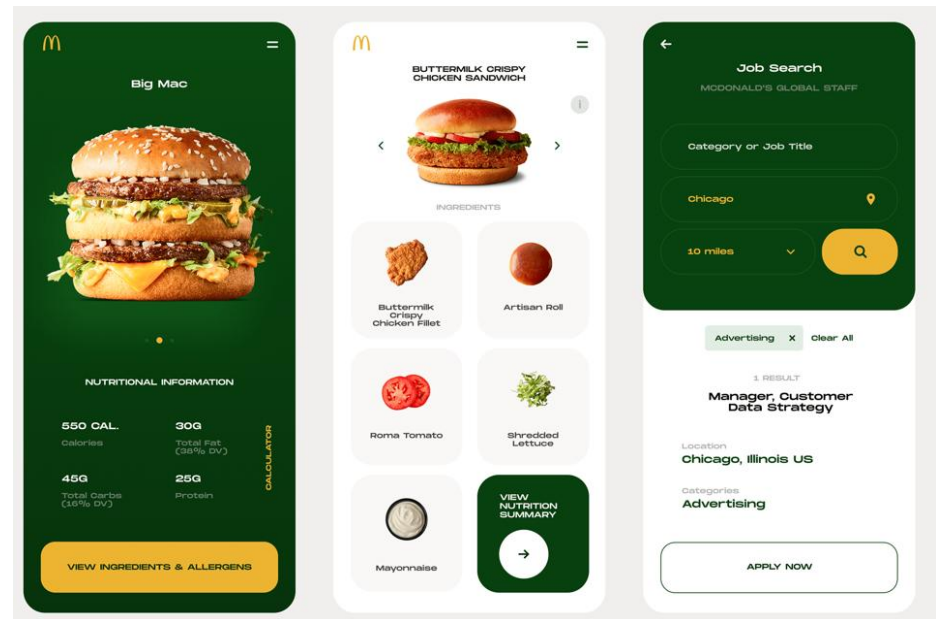 Big Mac
NUTRITIONAL INFORMATION
550 CAL.
Calories
30G
Total Fat
(38% DV)
45G
Total Carbs
(16% DV)
25G
Protein
CALCULATOR
VIEW INGREDIENTS & ALLERGENS
BUTTERMILK CRISPY
CHICKEN SANDWICH
i
INGREDIENTS
Buttermilk
Crispy
Chicken Fillet
Artisan Roll
Roma Tomato
Shredded
Lettuce
Mayonnaise
VIEW
NUTRITION
SUMMARY
Job Search
MCDONALD'S GLOBAL STAFF
Category or Job Title
Chicago
10 miles
Advertising X Clear All
1 RESULT
Manager, Customer
Data Strategy
Location
Chicago, Illinois US
Categories
Advertising
APPLY NOW